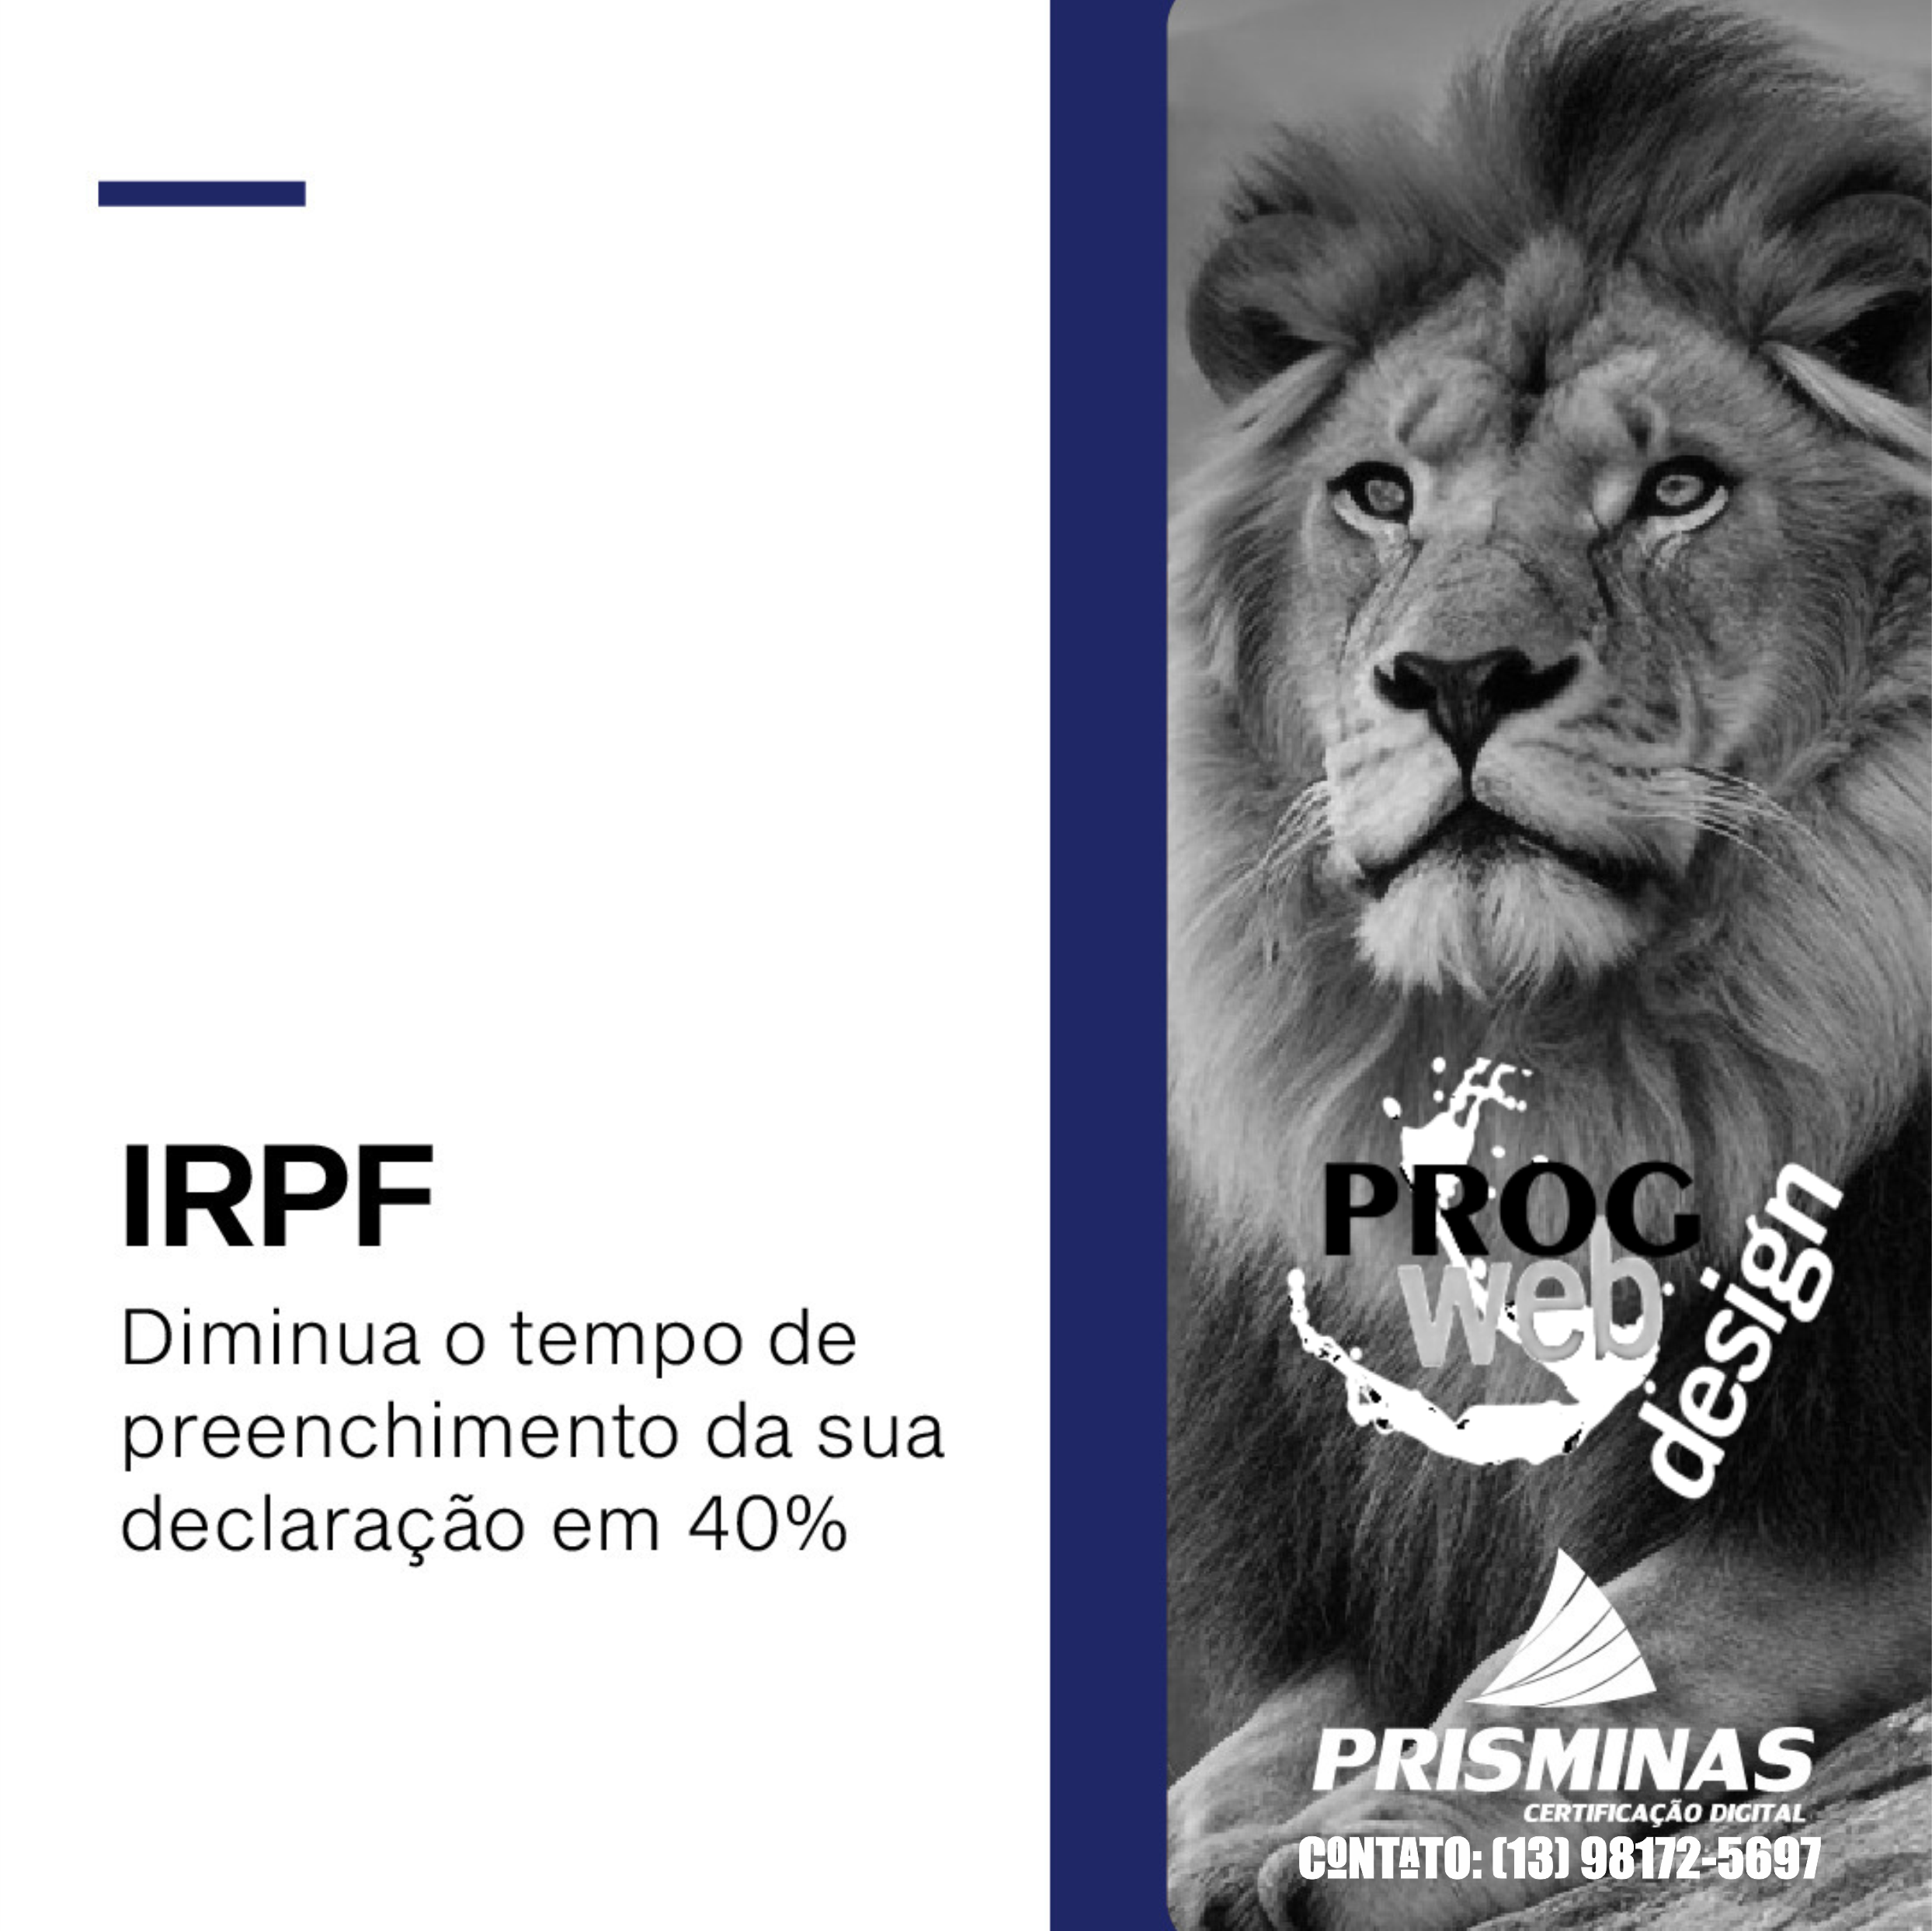 IRPF
Diminua o tempo de
preenchimento da sua
declaração em 40%
PROG
web
design
PRISMINAS
CERTIFICAÇÃO DIGITAL
CONTATO: (13) 98172-5697